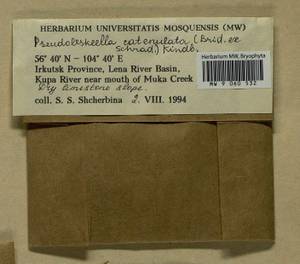 HERBARIUM UNIVERSITATIS MOSQUENSIS (MW)
Pseudoleskeella catenulata (Brid. ex
Schrad.) Kindb.
56° 40' N – 104° 40' E
Irkutsk Province, Lena River Basin,
Kupa River near mouth of Muka Creek
Dry limestone slope.
coll. S. S. Shcherbina 2. VIII. 1994
Herbarium MW, Bryophyta
MW 9 060 932